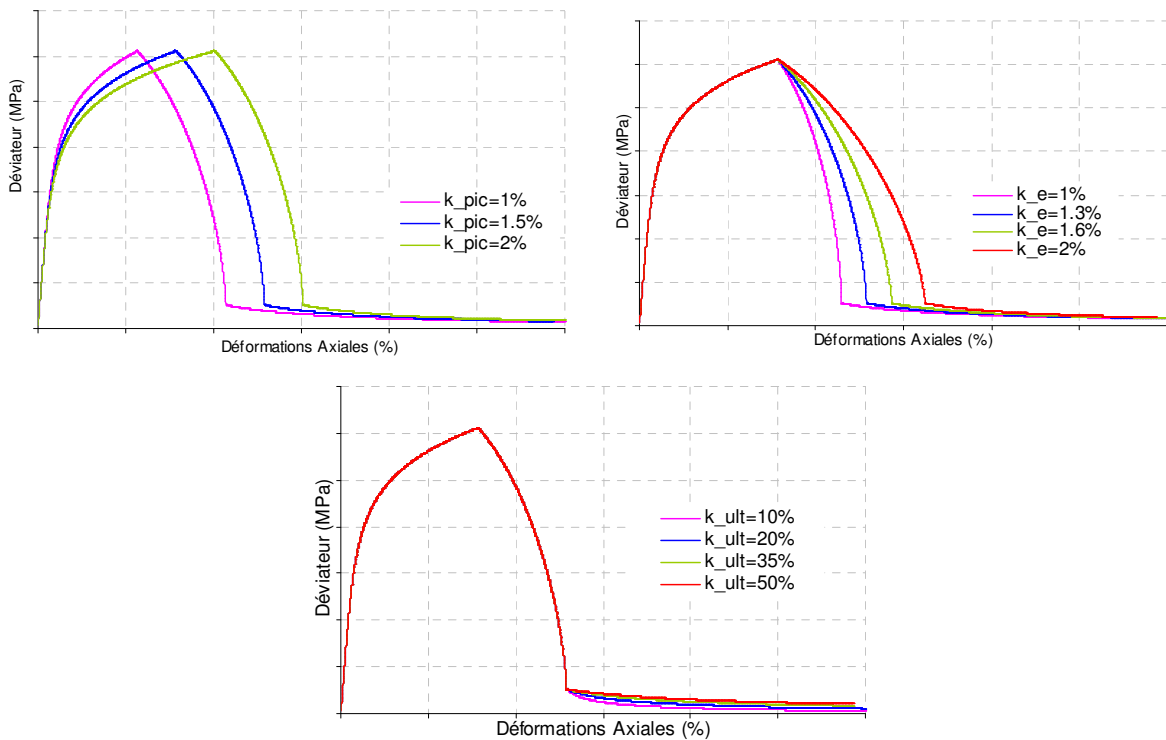 Déviateur (MPa)
k_pic=1%
k_pic=1.5%
k_pic=2%
Déformations Axiales (%)
Déviateur (MPa)
k_e=1%
k_e=1.3%
k_e=1.6%
k_e=2%
Déformations Axiales (%)
Déviateur (MPa)
k_ult=10%
k_ult=20%
k_ult=35%
k_ult=50%
Déformations Axiales (%)